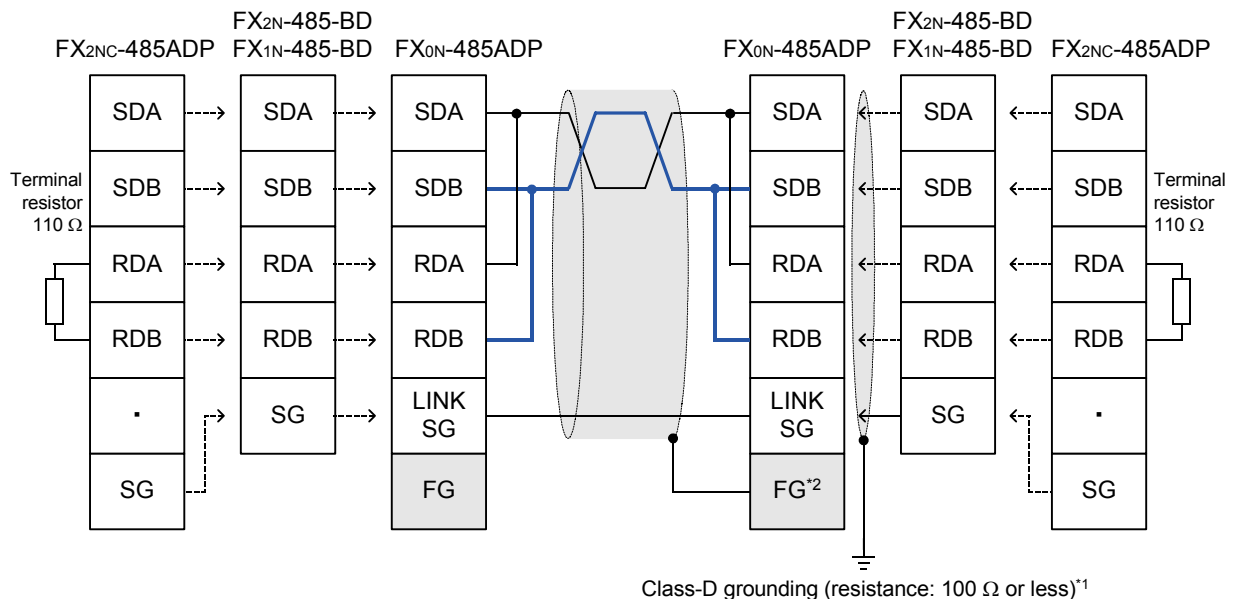 FX2N-485-BD
FX2NC-485ADP FX1N-485-BD FX0N-485ADP
FX2N-485-BD
FX0N-485ADP FX1N-485-BD FX2NC-485ADP
SDA SDA SDA SDA SDA SDA
SDB SDB SDB SDB SDB SDB
Terminal
resistor
110 Ω
Terminal
resistor
110 Ω
RDA RDA RDA RDA RDA RDA
RDB RDB RDB RDB RDB RDB
· SG LINK
SG
LINK
SG
SG ·
SG FG FG*2 SG
Class-D grounding (resistance: 100 Ω or less)*1